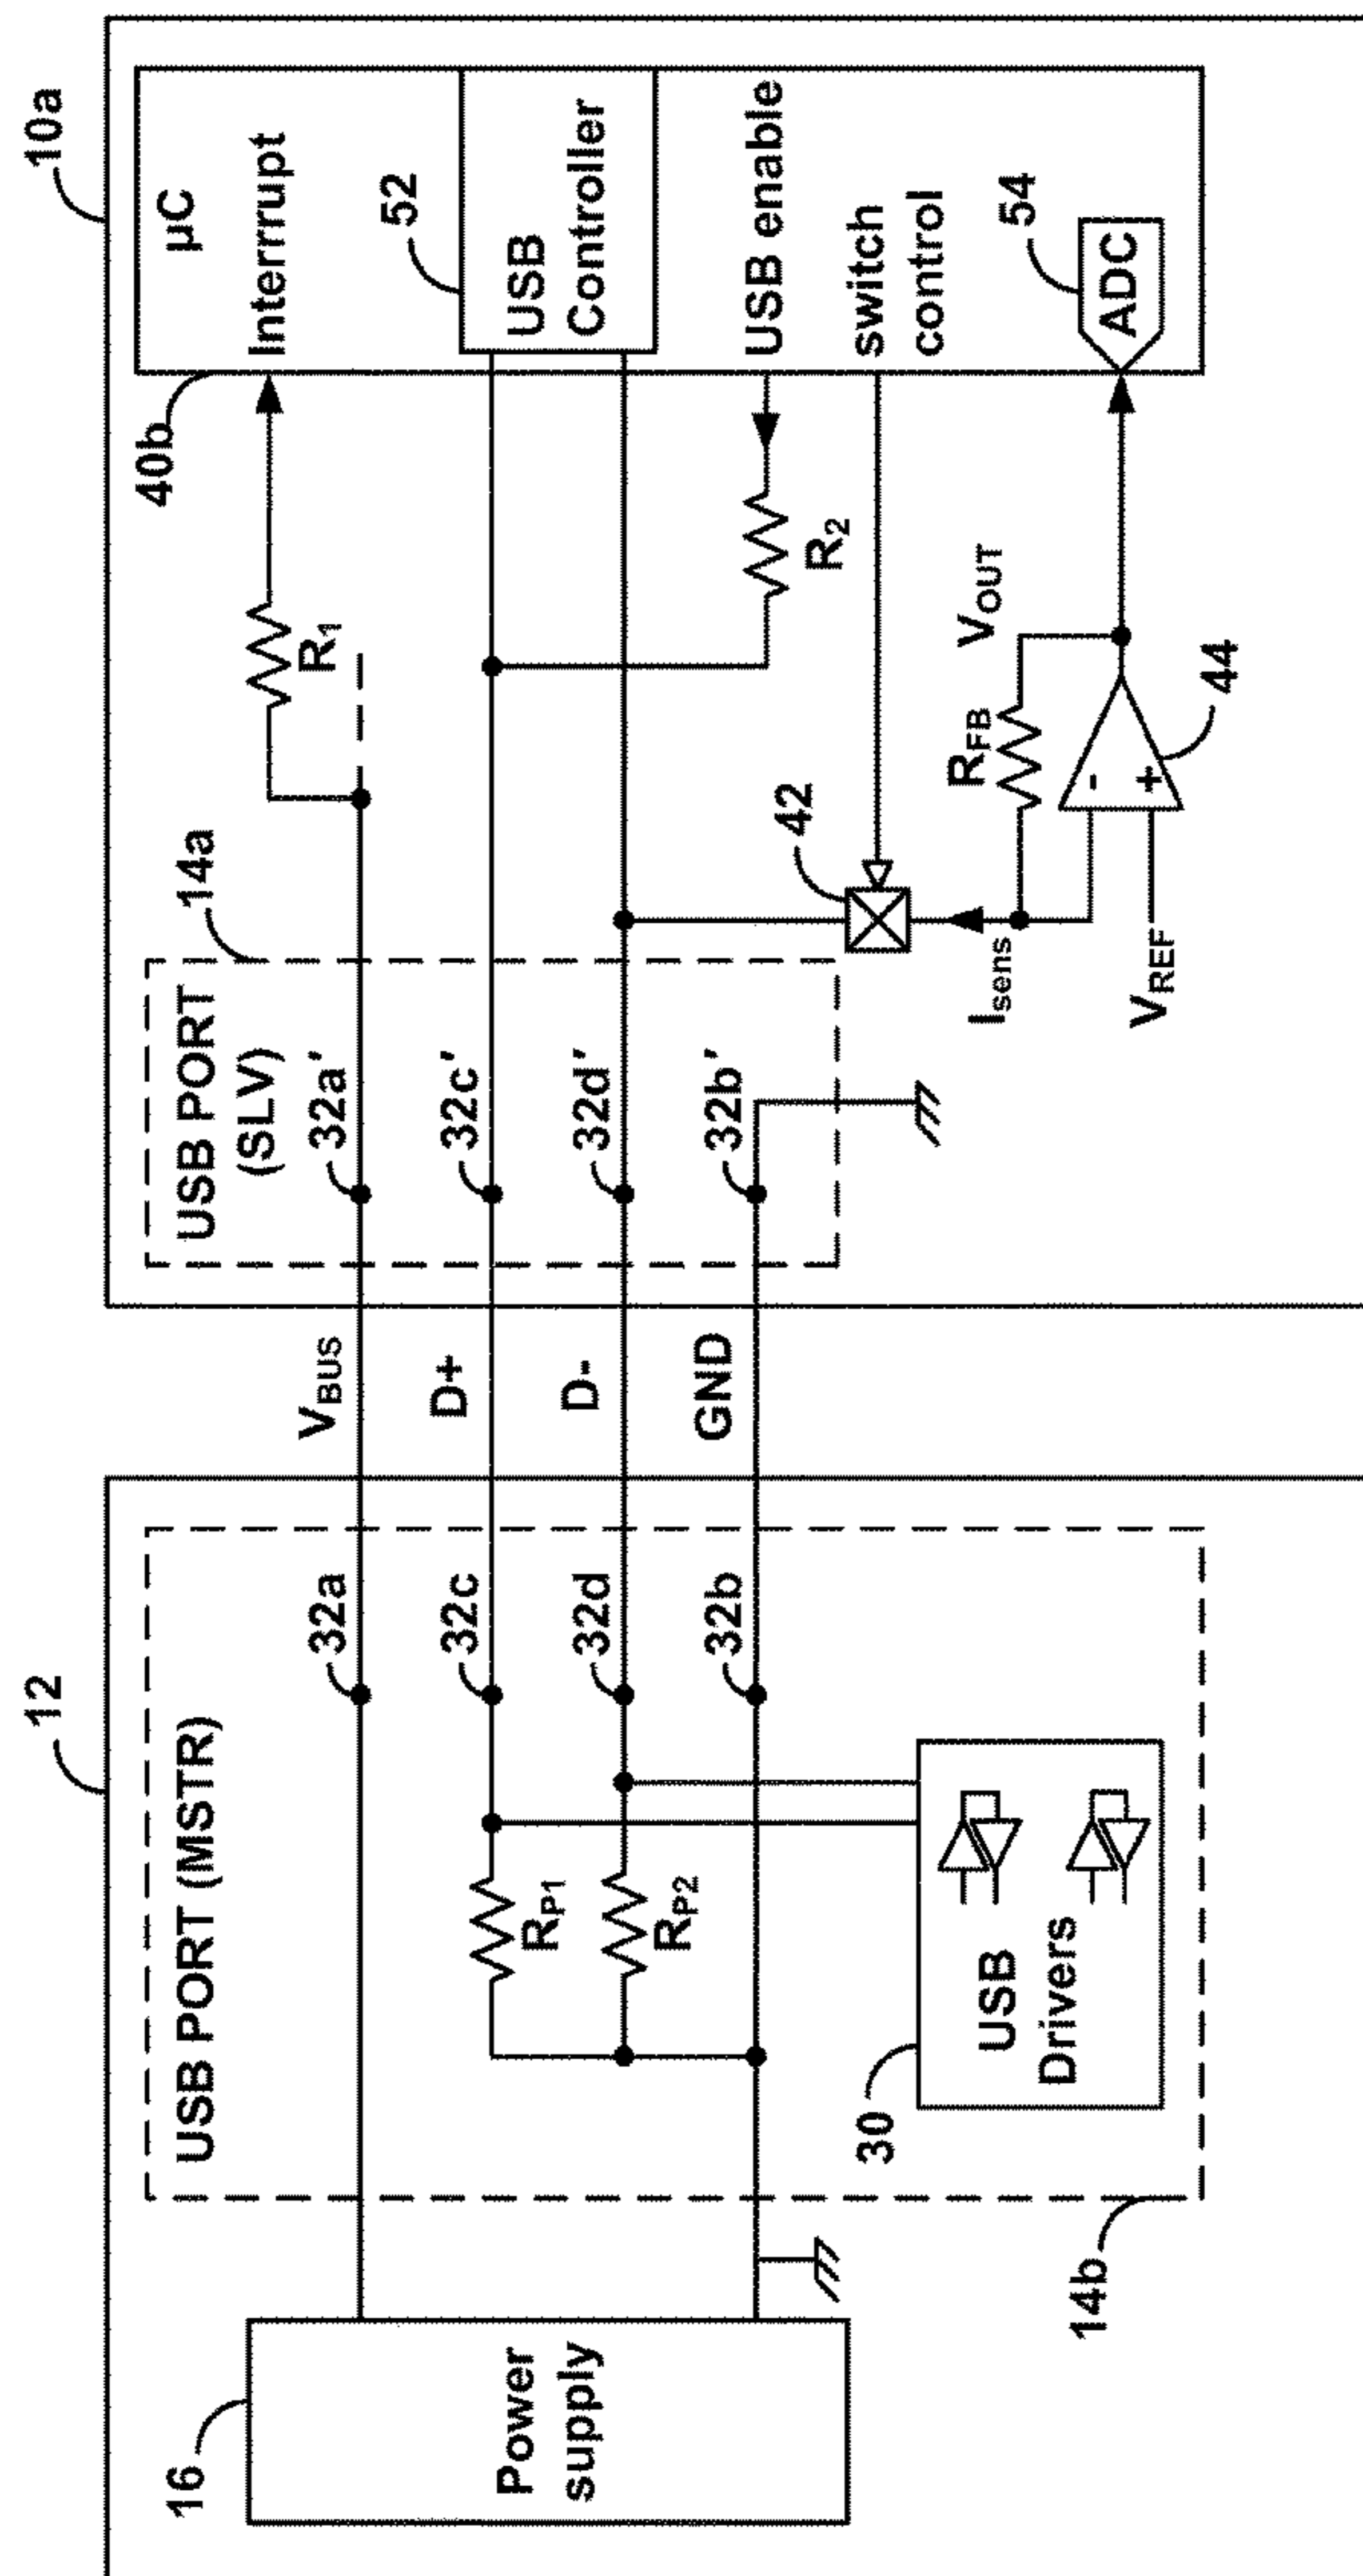 12
10a
16
Power
supply
USB PORT (MSTR)
32a
32c
32d
32b
RP1
RP2
30
USB
Drivers
14b
VBUS
D+
D-
GND
USB PORT
(SLV)
14a
32a'
32c'
32d'
32b'
R1
40b
µC
Interrrupt
52
USB
Controller
USB enable
R2
switch
control
42
Isens
RFB
VOUT
VREF
-
+
44
54
ADC